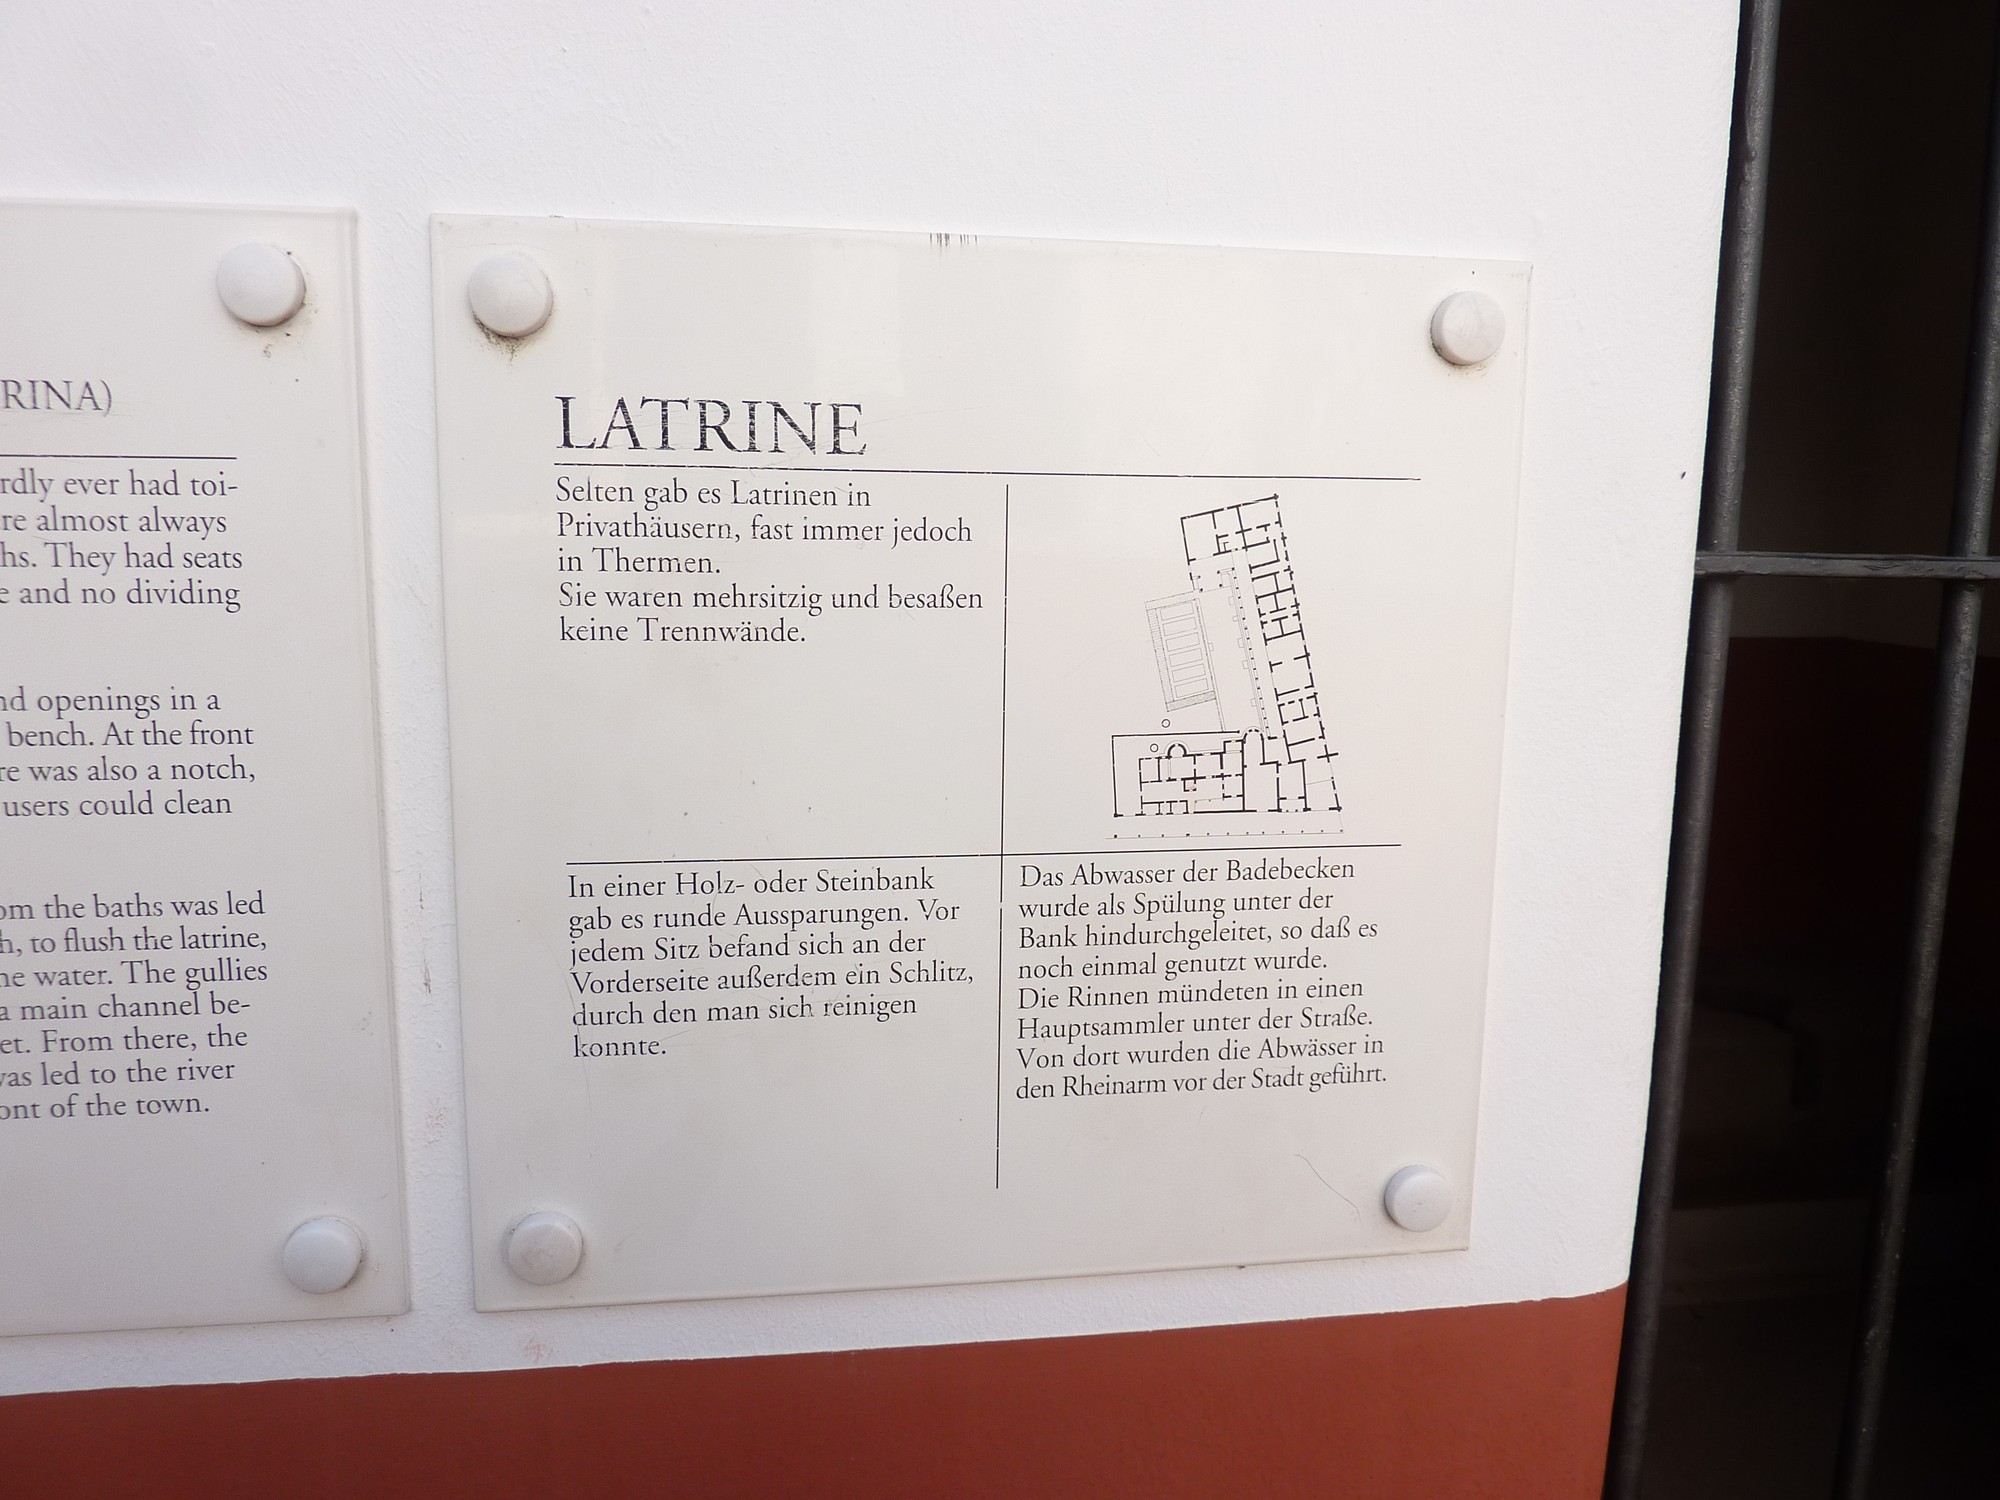 RINA)
rdly ever had toi-
re almost always
hs. They had seats
e and no dividing
nd openings in a
bench. At the front
re was also a notch,
users could clean
om the baths was led
h, to flush the latrine,
ne water. The gullies
a main channel be-
et. From there, the
was led to the river
ont of the town.
LATRINE
Selten gab es Latrinen in
Privathäusern, fast immer jedoch
in Thermen.
Sie waren mehrsitzig und besaßen
keine Trennwände.
In einer Holz- oder Steinbank
gab es runde Aussparungen. Vor
jedem Sitz befand sich an der
Vorderseite außerdem ein Schlitz,
durch den man sich reinigen
konnte.
Das Abwasser der Badebecken
wurde als Spülung unter der
Bank hindurchgeleitet, so daß es
noch einmal genutzt wurde.
Die Rinnen mündeten in einen
Hauptsammler unter der Straße.
Von dort wurden die Abwässer in
den Rheinarm vor der Stadt geführt.